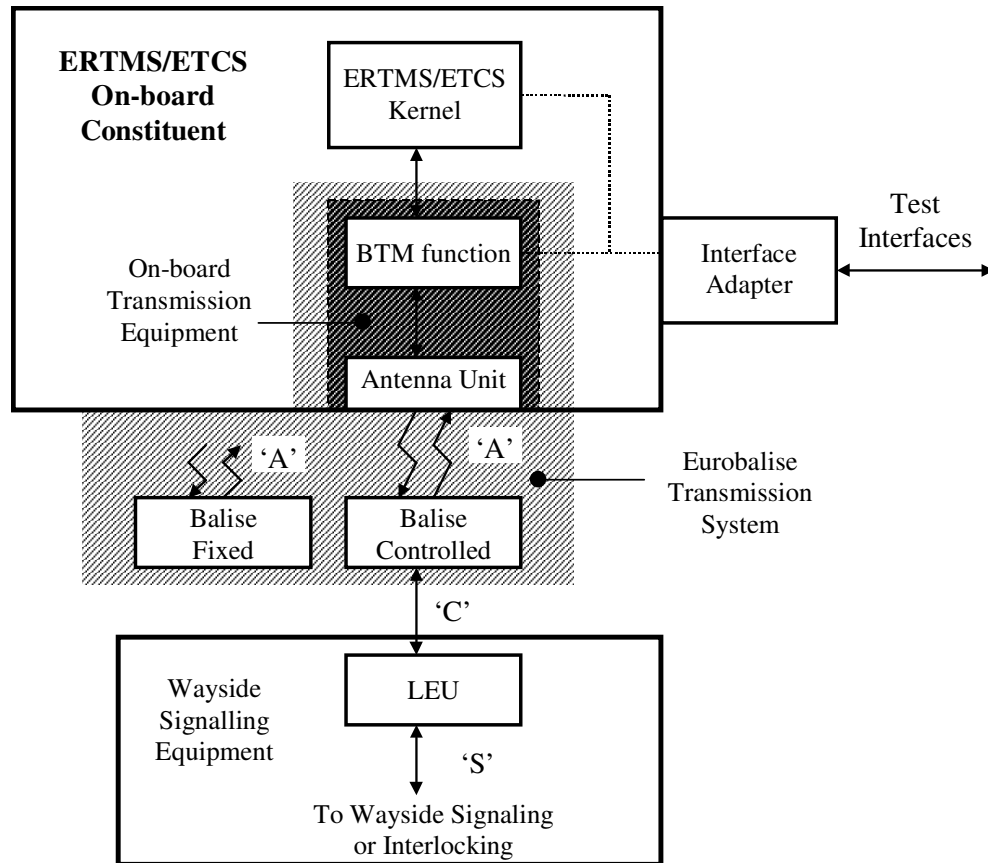 ERTMS/ETCS
On-board
Constituent
ERTMS/ETCS
Kernel
BTM function
On-board
Transmission
Equipment
Antenna Unit
Interface
Adapter
Test
Interfaces
‘A’
‘A’
Balise
Fixed
Balise
Controlled
Eurobalise
Transmission
System
‘C’
Wayside
Signalling
Equipment
LEU
‘S’
To Wayside Signaling
or Interlocking